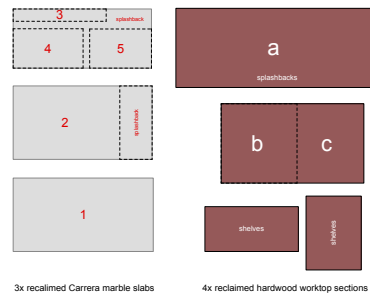 3
splashback
4
5
2
splashback
1
a
splashbacks
b
c
shelves
shelves
3x recalimed Carrera marble slabs
4x reclaimed hardwood worktop sections